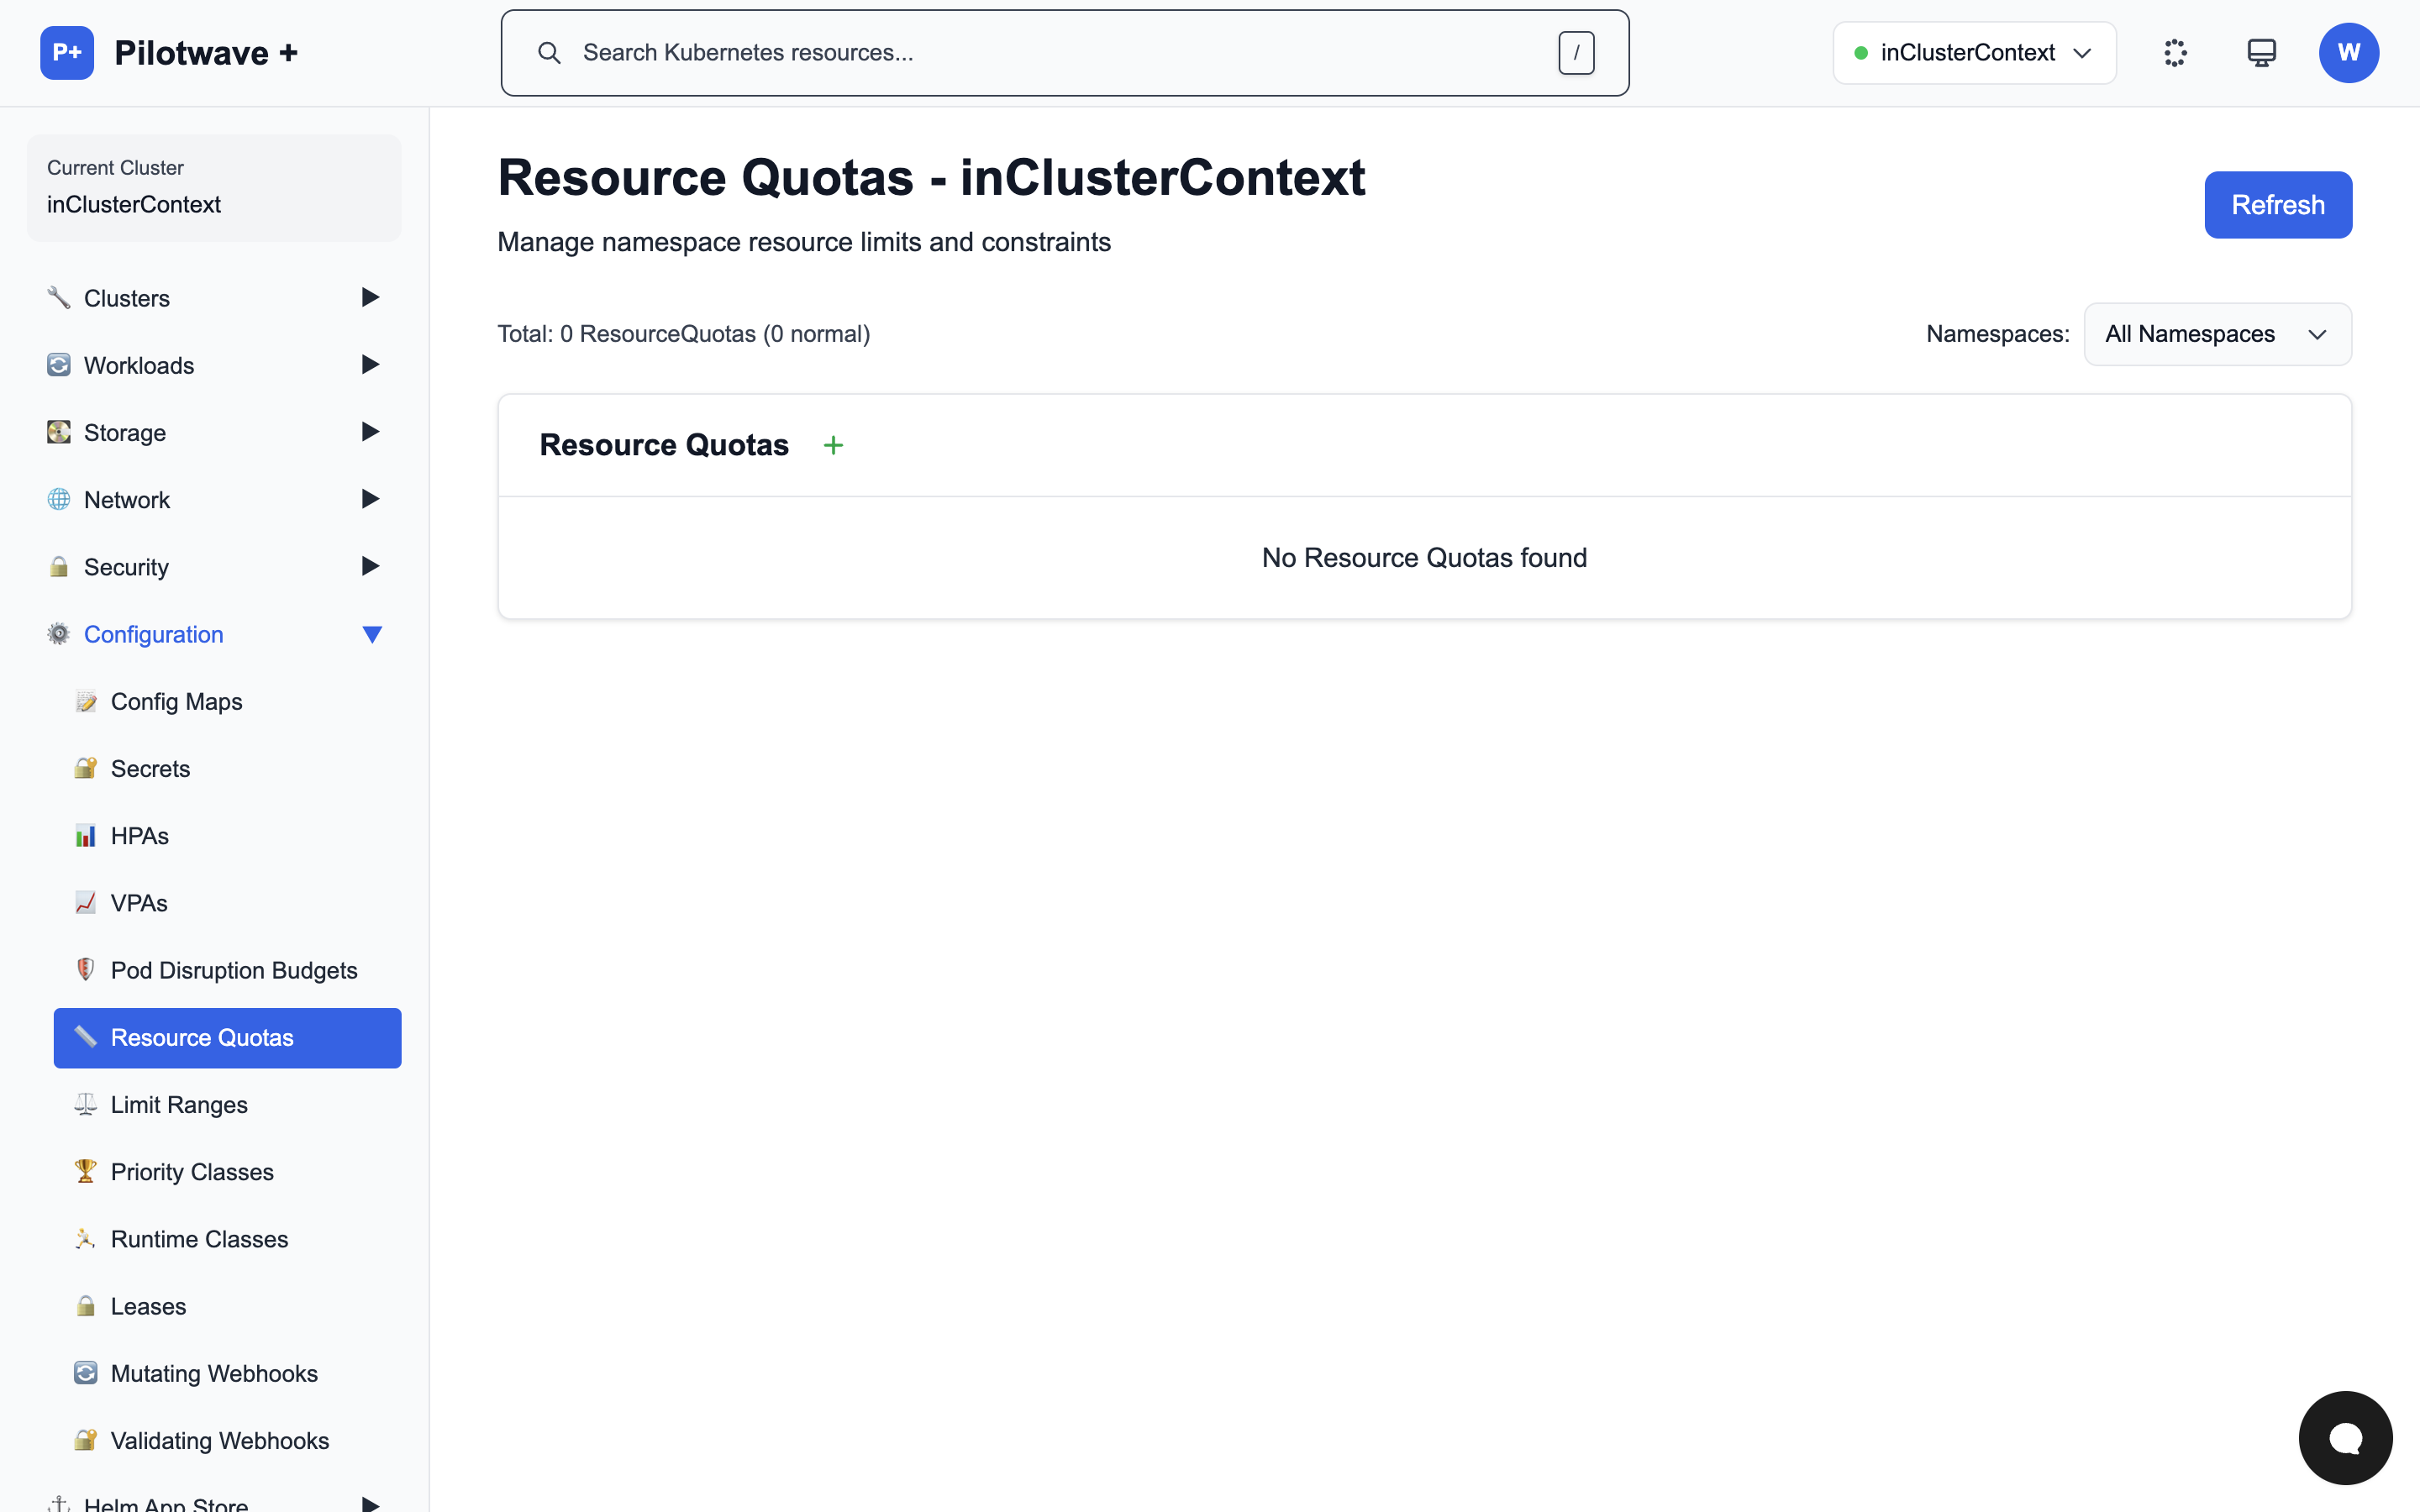 P+ Pilotwave +
Search Kubernetes resources... /
inClusterContext
W
Current Cluster
inClusterContext
Clusters
Workloads
Storage
Network
Security
Configuration
Config Maps
Secrets
HPAs
VPAs
Pod Disruption Budgets
Resource Quotas
Limit Ranges
Priority Classes
Runtime Classes
Leases
Mutating Webhooks
Validating Webhooks
Helm App Store
Resource Quotas - inClusterContext
Manage namespace resource limits and constraints
Refresh
Total: 0 ResourceQuotas (0 normal)
Namespaces: All Namespaces
Resource Quotas +
No Resource Quotas found